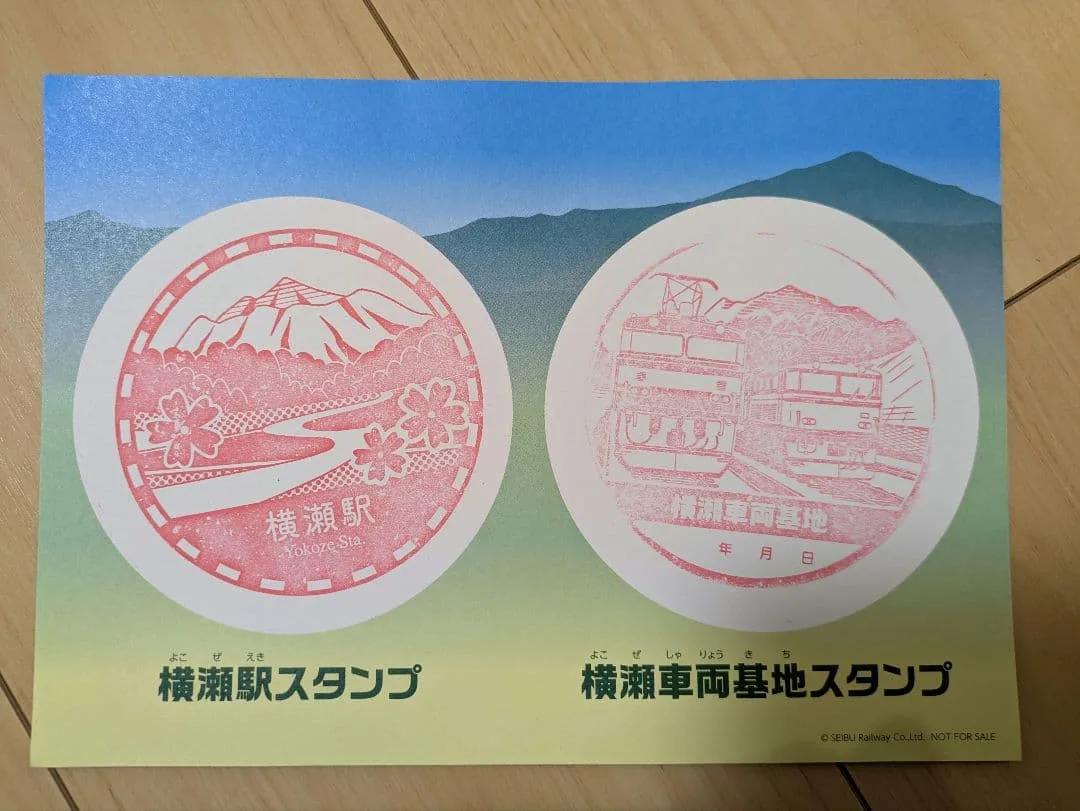 横瀬駅
Yokoze Sta.
横瀬車両基地
年 月 日
よこ ぜ えき
横瀬駅スタンプ
よこ ぜ しゃ りょう き ち
横瀬車両基地スタンプ
© SEIBU Railway Co.,Ltd. NOT FOR SALE